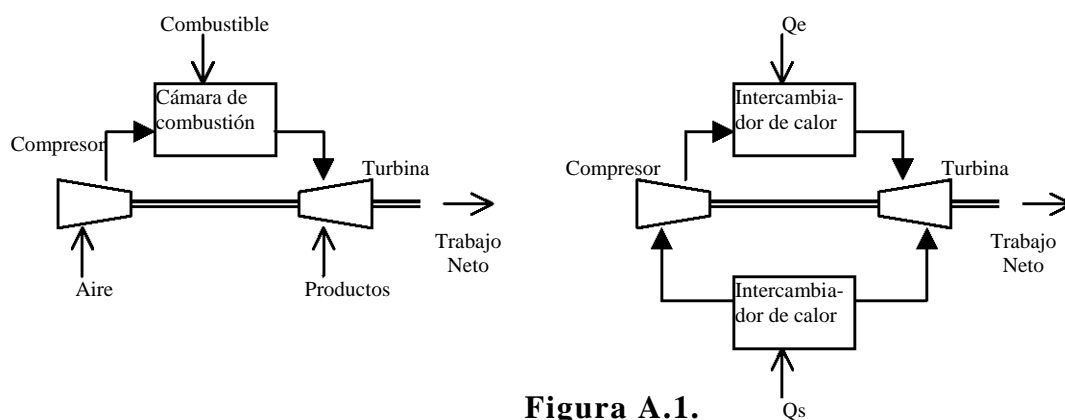 Combustible
Cámara de
combustión
Compresor
Turbina
Trabajo
Neto
Aire
Productos
Qe
Intercambia-
dor de calor
Compresor
Turbina
Trabajo
Neto
Intercambia-
dor de calor
Qs
Figura A.1.